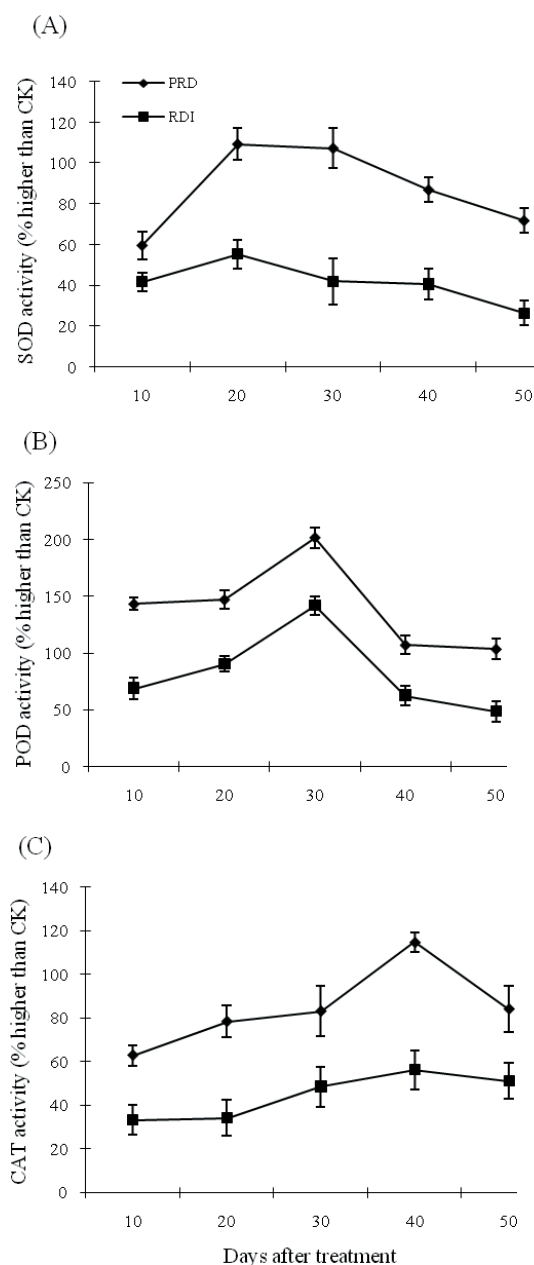 (A)
SOD activity (% higher than CK)
140
120
100
80
60
40
20
0
PRD
RDI
10 20 30 40 50
(B)
POD activity (% higher than CK)
250
200
150
100
50
0
10 20 30 40 50
(C)
CAT activity (% higher than CK)
140
120
100
80
60
40
20
0
10 20 30 40 50
Days after treatment